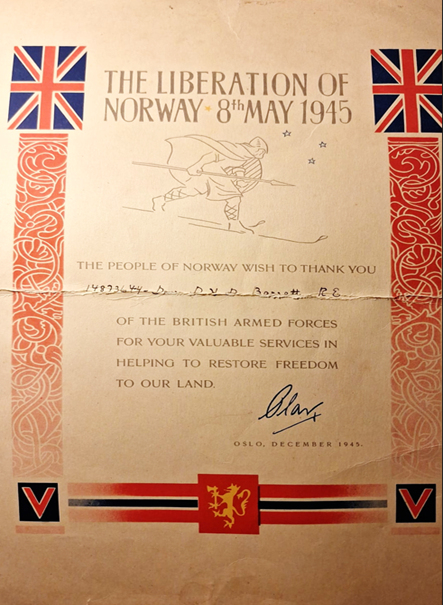 THE LIBERATION OF
NORWAY · 8th MAY 1945
THE PEOPLE OF NORWAY WISH TO THANK YOU
Barrett, R.E.
OF THE BRITISH ARMED FORCES
FOR YOUR VALUABLE SERVICES IN
HELPING TO RESTORE FREEDOM
TO OUR LAND.
Olav
OSLO, DECEMBER 1945.
V V